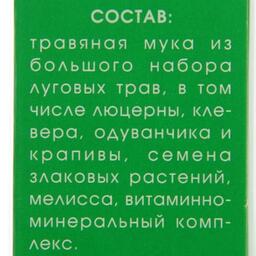 СОСТАВ:
травяная мука из
большого набора
луговых трав, в том
числе люцерны, кле-
вера, одуванчика и
крапивы, семена
злаковых растений,
мелисса, витаминно-
минеральный комп-
лекс.